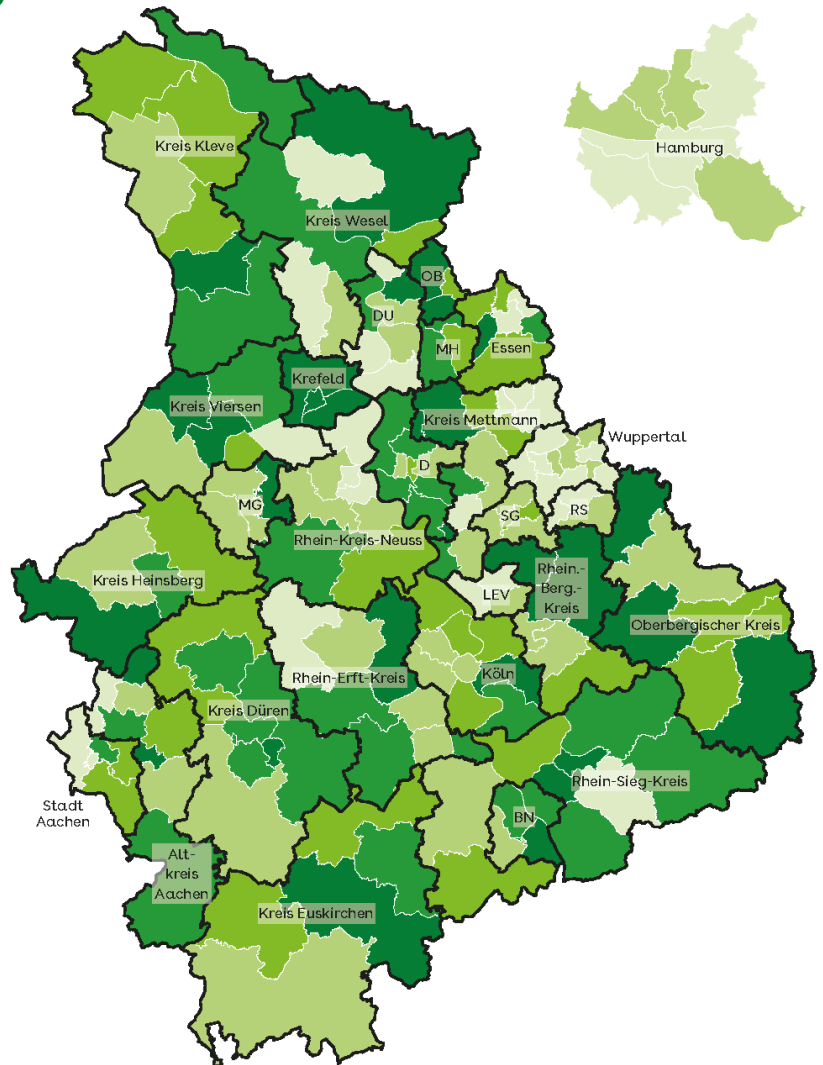 Kreis Kleve
Hamburg
Kreis Wesel
OB
DU
MH
Essen
Krefeld
Kreis Viersen
Kreis Mettmann
Wuppertal
D
MG
SG
RS
Rhein-Kreis-Neuss
Kreis Heinsberg
LEV
Rhein.-
Berg.-
Kreis
Oberbergischer Kreis
Rhein-Erft-Kreis
Köln
Kreis Düren
Rhein-Sieg-Kreis
Stadt
Aachen
BN
Alt-
kreis
Aachen
Kreis Euskirchen